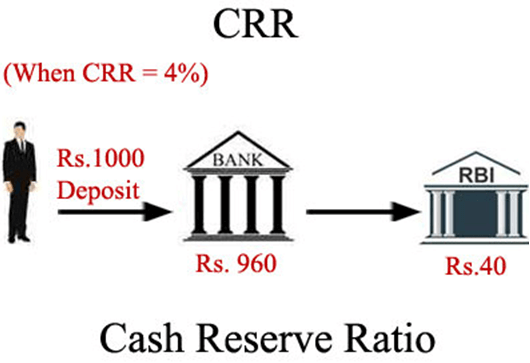 CRR
(When CRR = 4%)
Rs.1000
Deposit
BANK
RBI
Rs. 960
Rs.40
Cash Reserve Ratio